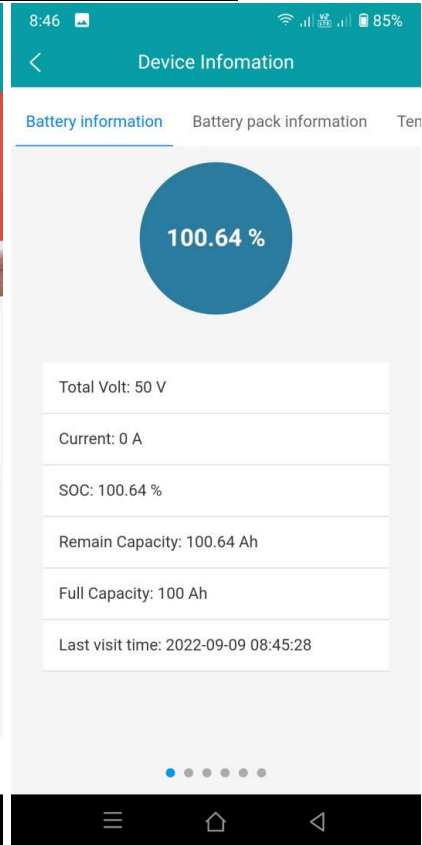 8:46 85%
Device Infomation
Battery information Battery pack information Ten
100.64 %
Total Volt: 50 V
Current: 0 A
SOC: 100.64 %
Remain Capacity: 100.64 Ah
Full Capacity: 100 Ah
Last visit time: 2022-09-09 08:45:28